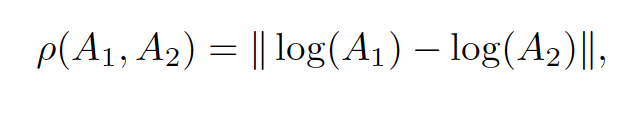 ρ(A₁, A₂) = ‖ log(A₁) − log(A₂)‖,